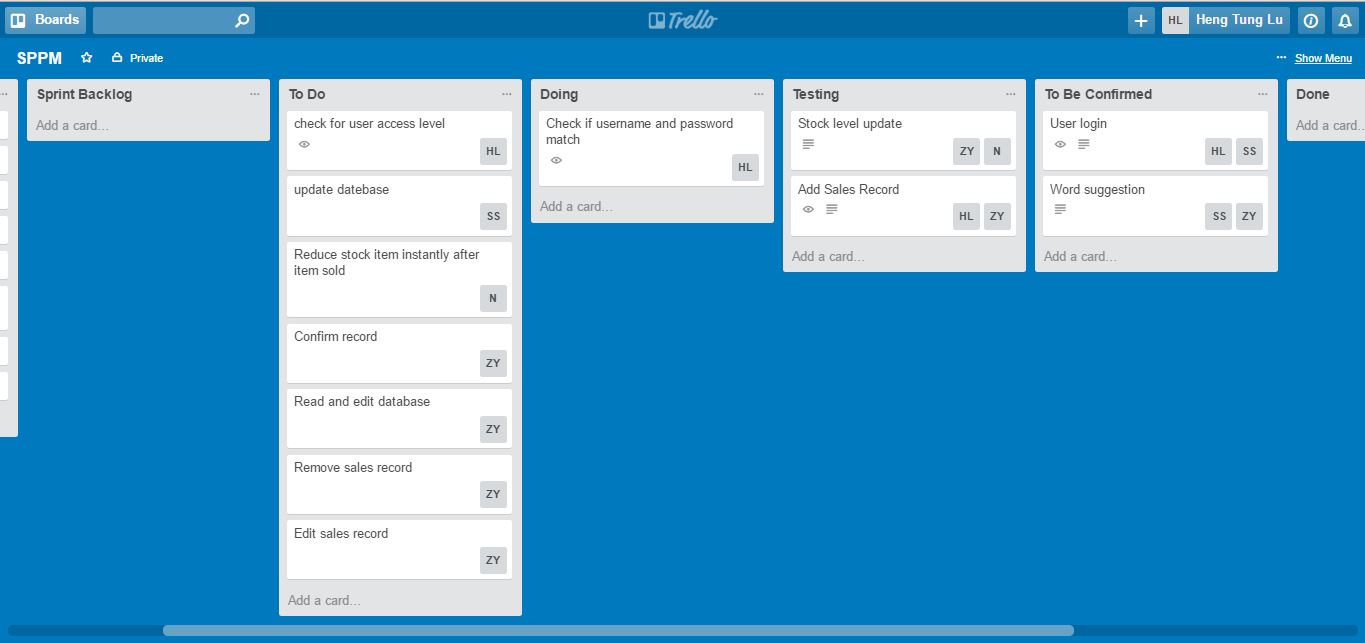 Boards
Trello
HL Heng Tung Lu
SPPM
Private
... Show Menu
...
Sprint Backlog ...
Add a card...
To Do ...
check for user access level
HL
update datebase
SS
Reduce stock item instantly after
item sold
N
Confirm record
ZY
Read and edit database
ZY
Remove sales record
ZY
Edit sales record
ZY
Add a card...
Doing ...
Check if username and password
match
HL
Add a card...
Testing ...
Stock level update
ZY N
Add Sales Record
HL ZY
Add a card...
To Be Confirmed ...
User login
HL SS
Word suggestion
SS ZY
Add a card...
Done
Add a card...